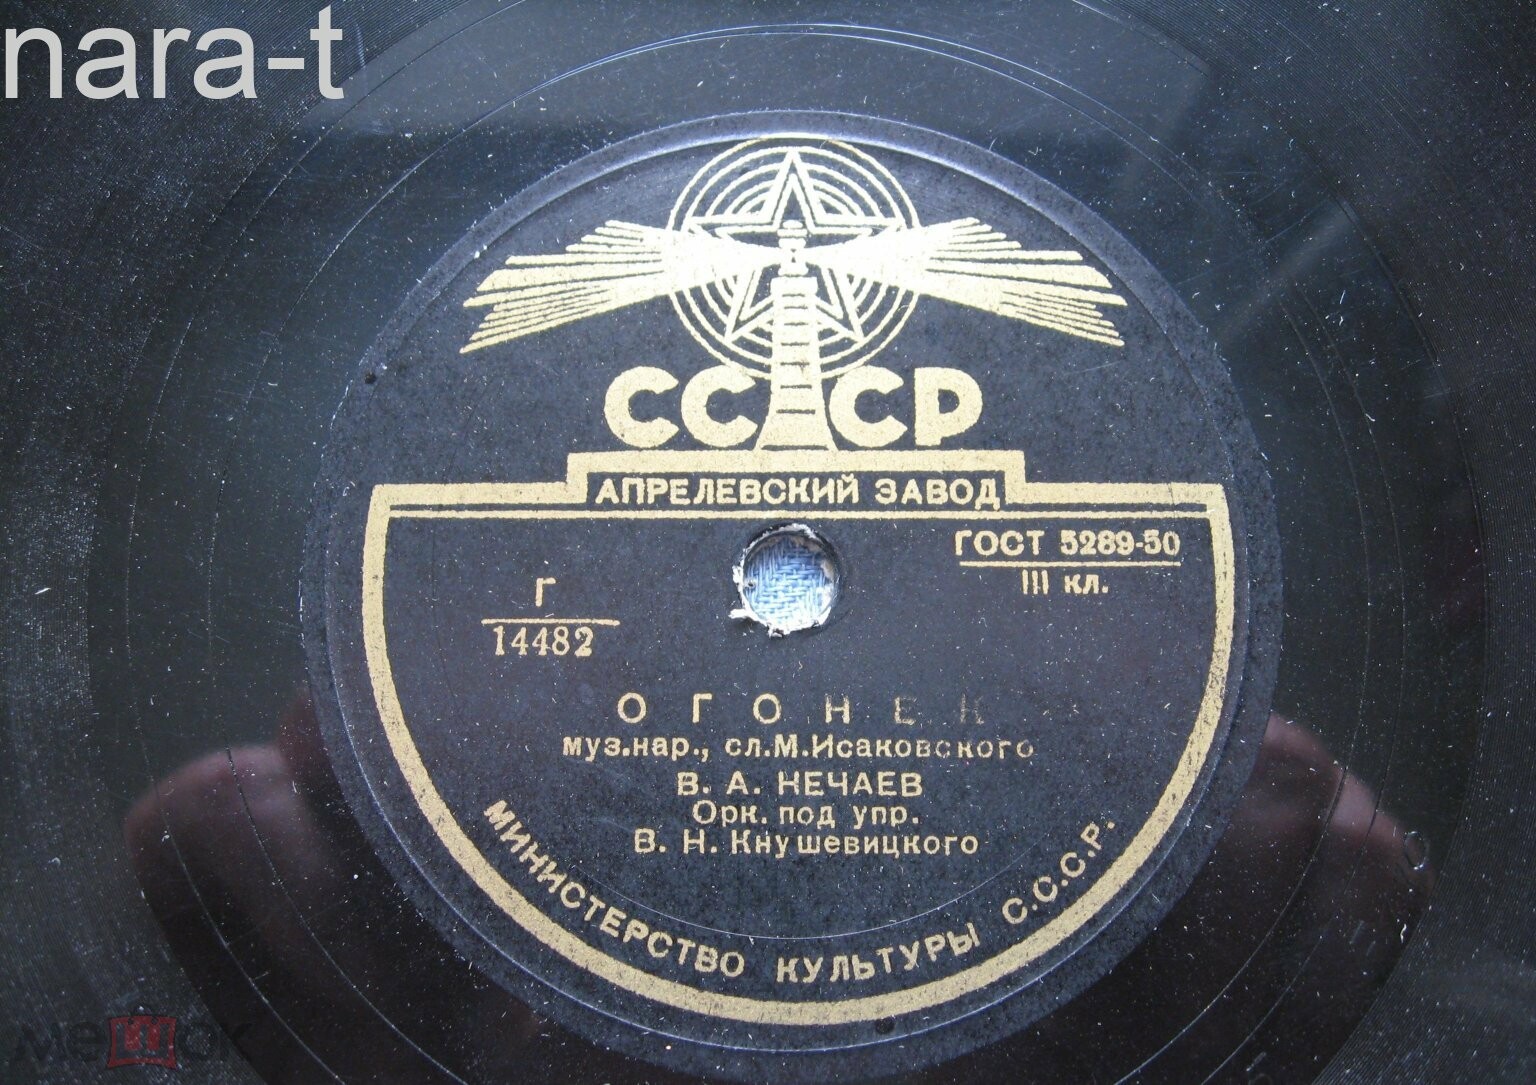 nara-t
СССР
АПРЕЛЕВСКИЙ ЗАВОД
ГОСТ 5289-50
III кл.
Г
14482
ОГОНЕК
муз.нар., сл.М.Исаковского
В. А. НЕЧАЕВ
Орк. под упр.
В. Н. Кнушевицкого
МИНИСТЕРСТВО КУЛЬТУРЫ С.С.С.Р.
мешок